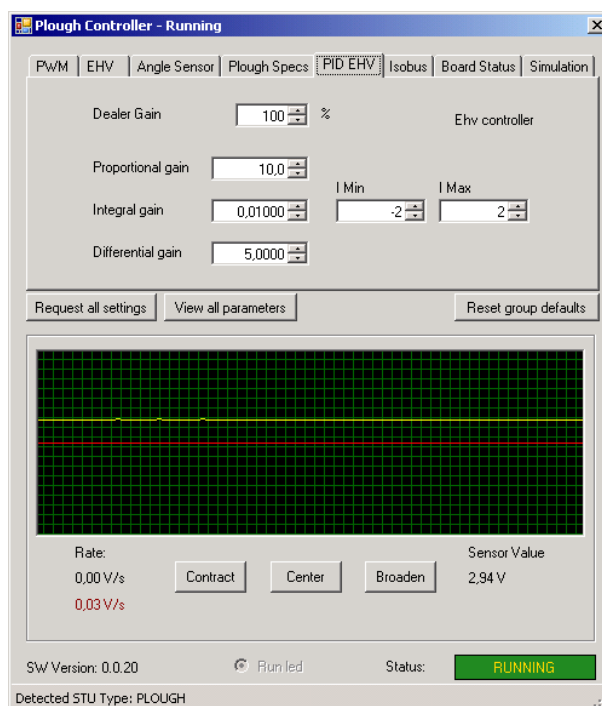 Plough Controller - Running
PWM EHV Angle Sensor Plough Specs PID EHV Isobus Board Status Simulation
Dealer Gain 100 % Ehv controller
Proportional gain 10,0
I Min I Max
Integral gain 0,01000 -2 2
Differential gain 5,0000
Request all settings View all parameters Reset group defaults
Rate: Sensor Value
0,00 V/s Contract Center Broaden 2,94 V
0,03 V/s
SW Version: 0.0.20 Run led Status: RUNNING
Detected STU Type: PLOUGH